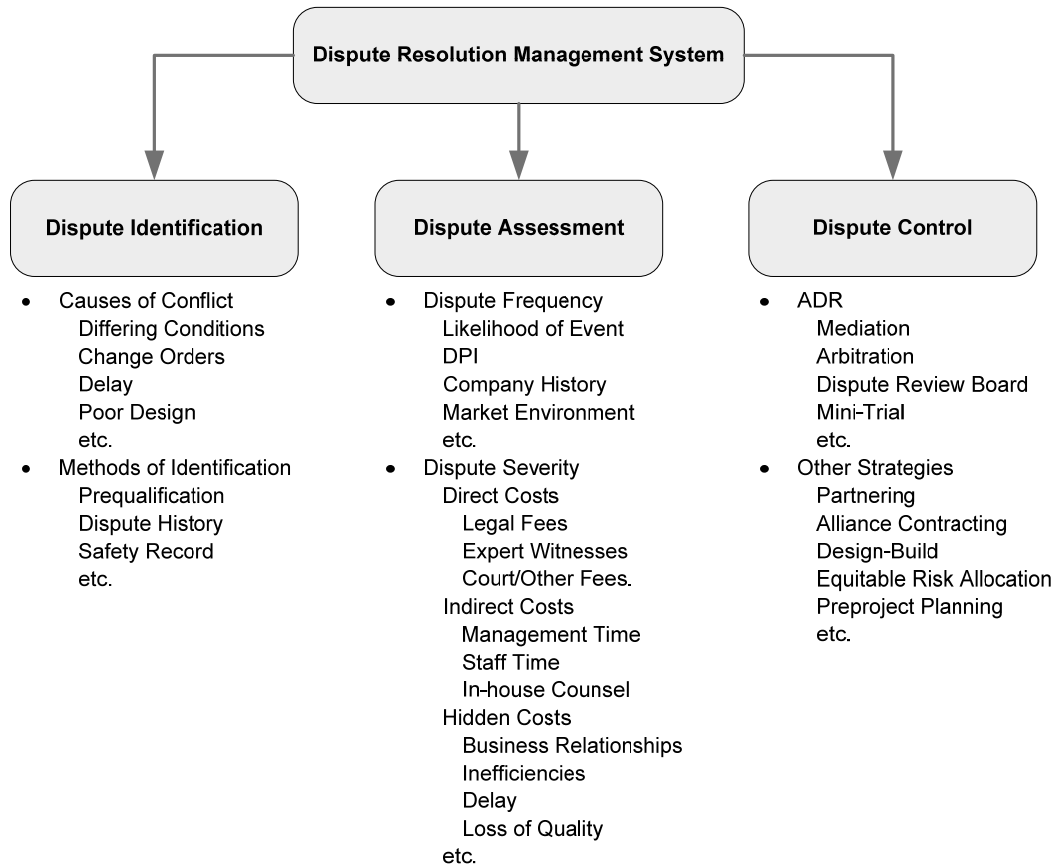 Dispute Resolution Management System
Dispute Identification
• Causes of Conflict
Differing Conditions
Change Orders
Delay
Poor Design
etc.
• Methods of Identification
Prequalification
Dispute History
Safety Record
etc.
Dispute Assessment
• Dispute Frequency
Likelihood of Event
DPI
Company History
Market Environment
etc.
• Dispute Severity
Direct Costs
Legal Fees
Expert Witnesses
Court/Other Fees.
Indirect Costs
Management Time
Staff Time
In-house Counsel
Hidden Costs
Business Relationships
Inefficiencies
Delay
Loss of Quality
etc.
Dispute Control
• ADR
Mediation
Arbitration
Dispute Review Board
Mini-Trial
etc.
• Other Strategies
Partnering
Alliance Contracting
Design-Build
Equitable Risk Allocation
Preproject Planning
etc.